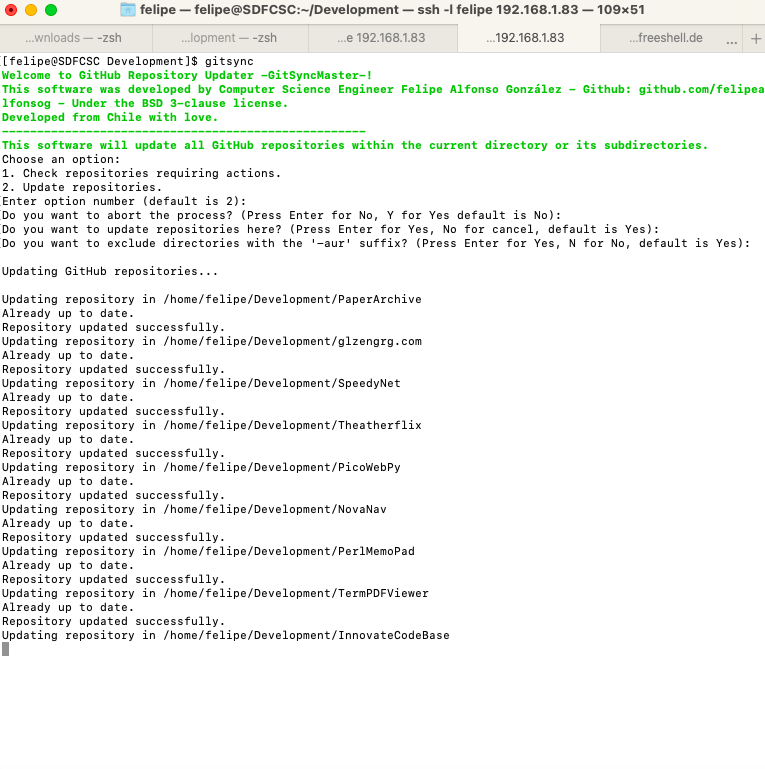 felipe — felipe@SDFCSC:~/Development — ssh -l felipe 192.168.1.83 — 109×51
...wnloads — -zsh
...lopment — -zsh
...e 192.168.1.83
...192.168.1.83
...freeshell.de
... +
[[felipe@SDFCSC Development]$ gitsync
Welcome to GitHub Repository Updater -GitSyncMaster-!
This software was developed by Computer Science Engineer Felipe Alfonso González - Github: github.com/felipea
lfonsog - Under the BSD 3-clause license.
Developed from Chile with love.
----------------------------------------------------
This software will update all GitHub repositories within the current directory or its subdirectories.
Choose an option:
1. Check repositories requiring actions.
2. Update repositories.
[Enter option number (default is 2):
[Do you want to abort the process? (Press Enter for No, Y for Yes default is No):
[Do you want to update repositories here? (Press Enter for Yes, No for cancel, default is Yes):
[Do you want to exclude directories with the '-aur' suffix? (Press Enter for Yes, N for No, default is Yes):
Updating GitHub repositories...
Updating repository in /home/felipe/Development/PaperArchive
Already up to date.
Repository updated successfully.
Updating repository in /home/felipe/Development/glzengrg.com
Already up to date.
Repository updated successfully.
Updating repository in /home/felipe/Development/SpeedyNet
Already up to date.
Repository updated successfully.
Updating repository in /home/felipe/Development/Theatherflix
Already up to date.
Repository updated successfully.
Updating repository in /home/felipe/Development/PicoWebPy
Already up to date.
Repository updated successfully.
Updating repository in /home/felipe/Development/NovaNav
Already up to date.
Repository updated successfully.
Updating repository in /home/felipe/Development/PerlMemoPad
Already up to date.
Repository updated successfully.
Updating repository in /home/felipe/Development/TermPDFViewer
Already up to date.
Repository updated successfully.
Updating repository in /home/felipe/Development/InnovateCodeBase